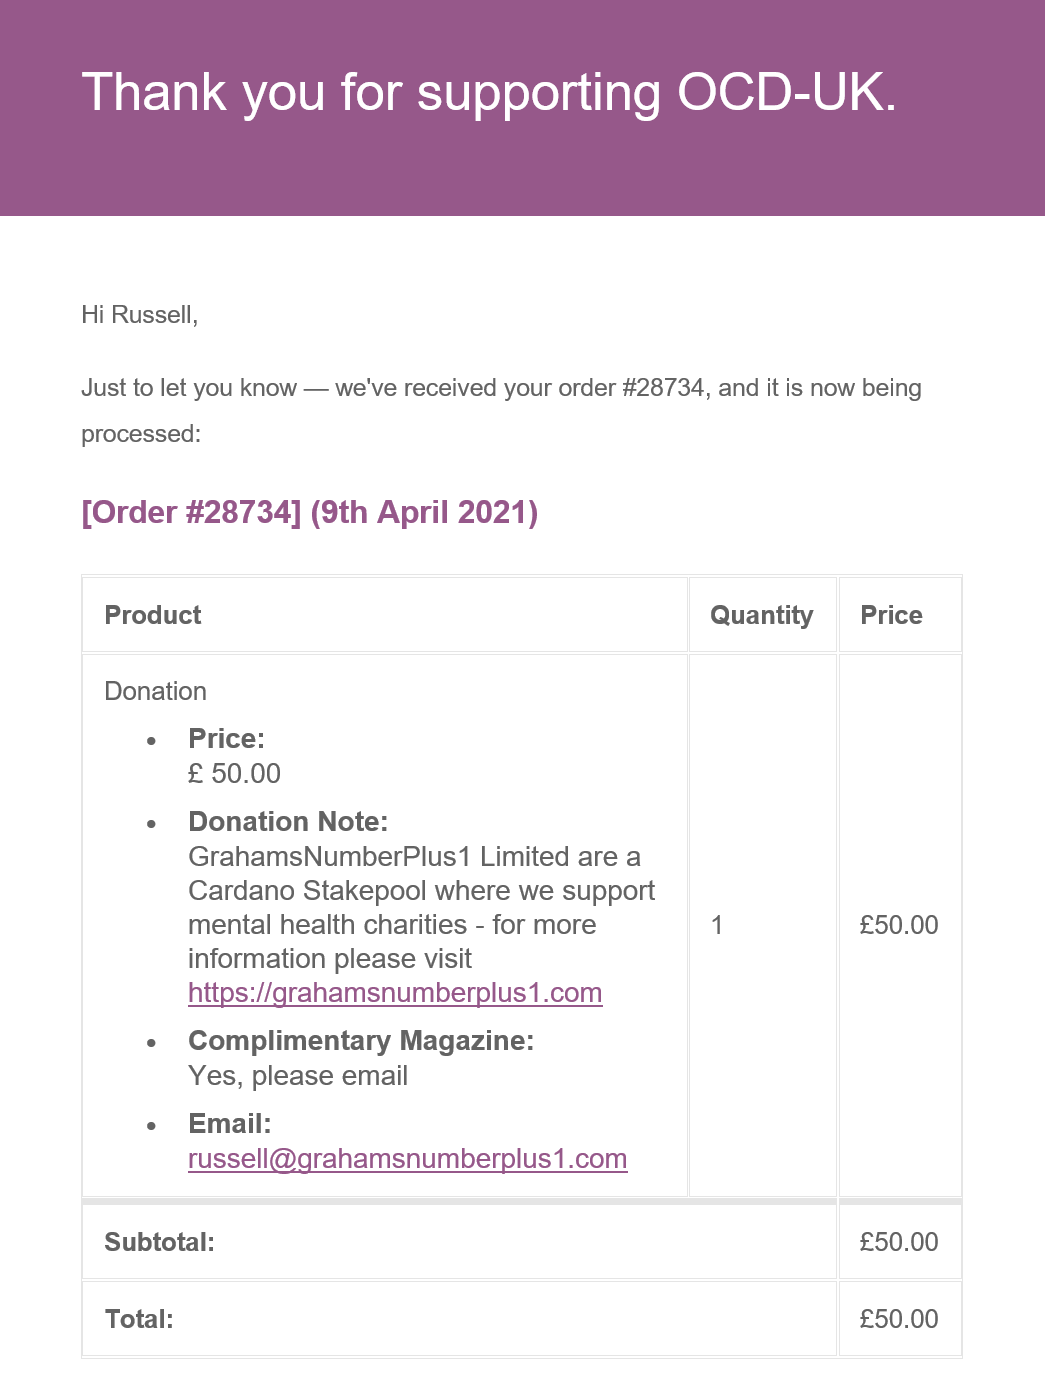 Thank you for supporting OCD-UK.
Hi Russell,
Just to let you know — we've received your order #28734, and it is now being
processed:
[Order #28734] (9th April 2021)
Product Quantity Price
Donation
• Price:
£ 50.00
• Donation Note:
GrahamsNumberPlus1 Limited are a
Cardano Stakepool where we support
mental health charities - for more
information please visit
https://grahamsnumberplus1.com
• Complimentary Magazine:
Yes, please email
• Email:
russell@grahamsnumberplus1.com
1 £50.00
Subtotal: £50.00
Total: £50.00